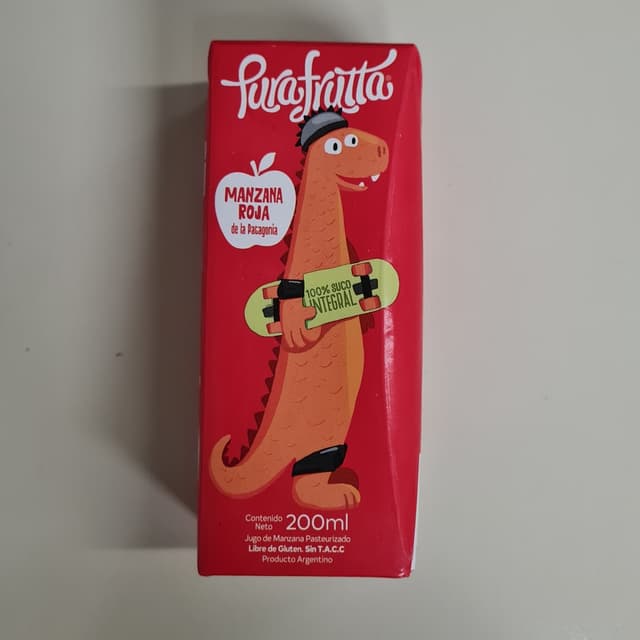 Purafrutta
MANZANA
ROJA
de la Patagonia
100% SUCO
INTEGRAL
Contenido
Neto 200ml
Jugo de Manzana Pasteurizado
Libre de Gluten. Sin T.A.C.C
Producto Argentino